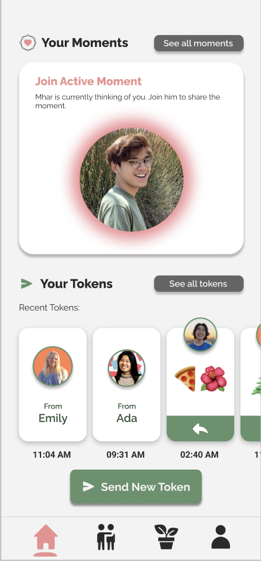 Your Moments
See all moments
Join Active Moment
Mhar is currently thinking of you. Join him to share the
moment.
Your Tokens
See all tokens
Recent Tokens:
From
Emily
From
Ada
11:04 AM
09:31 AM
02:40 AM
Send New Token